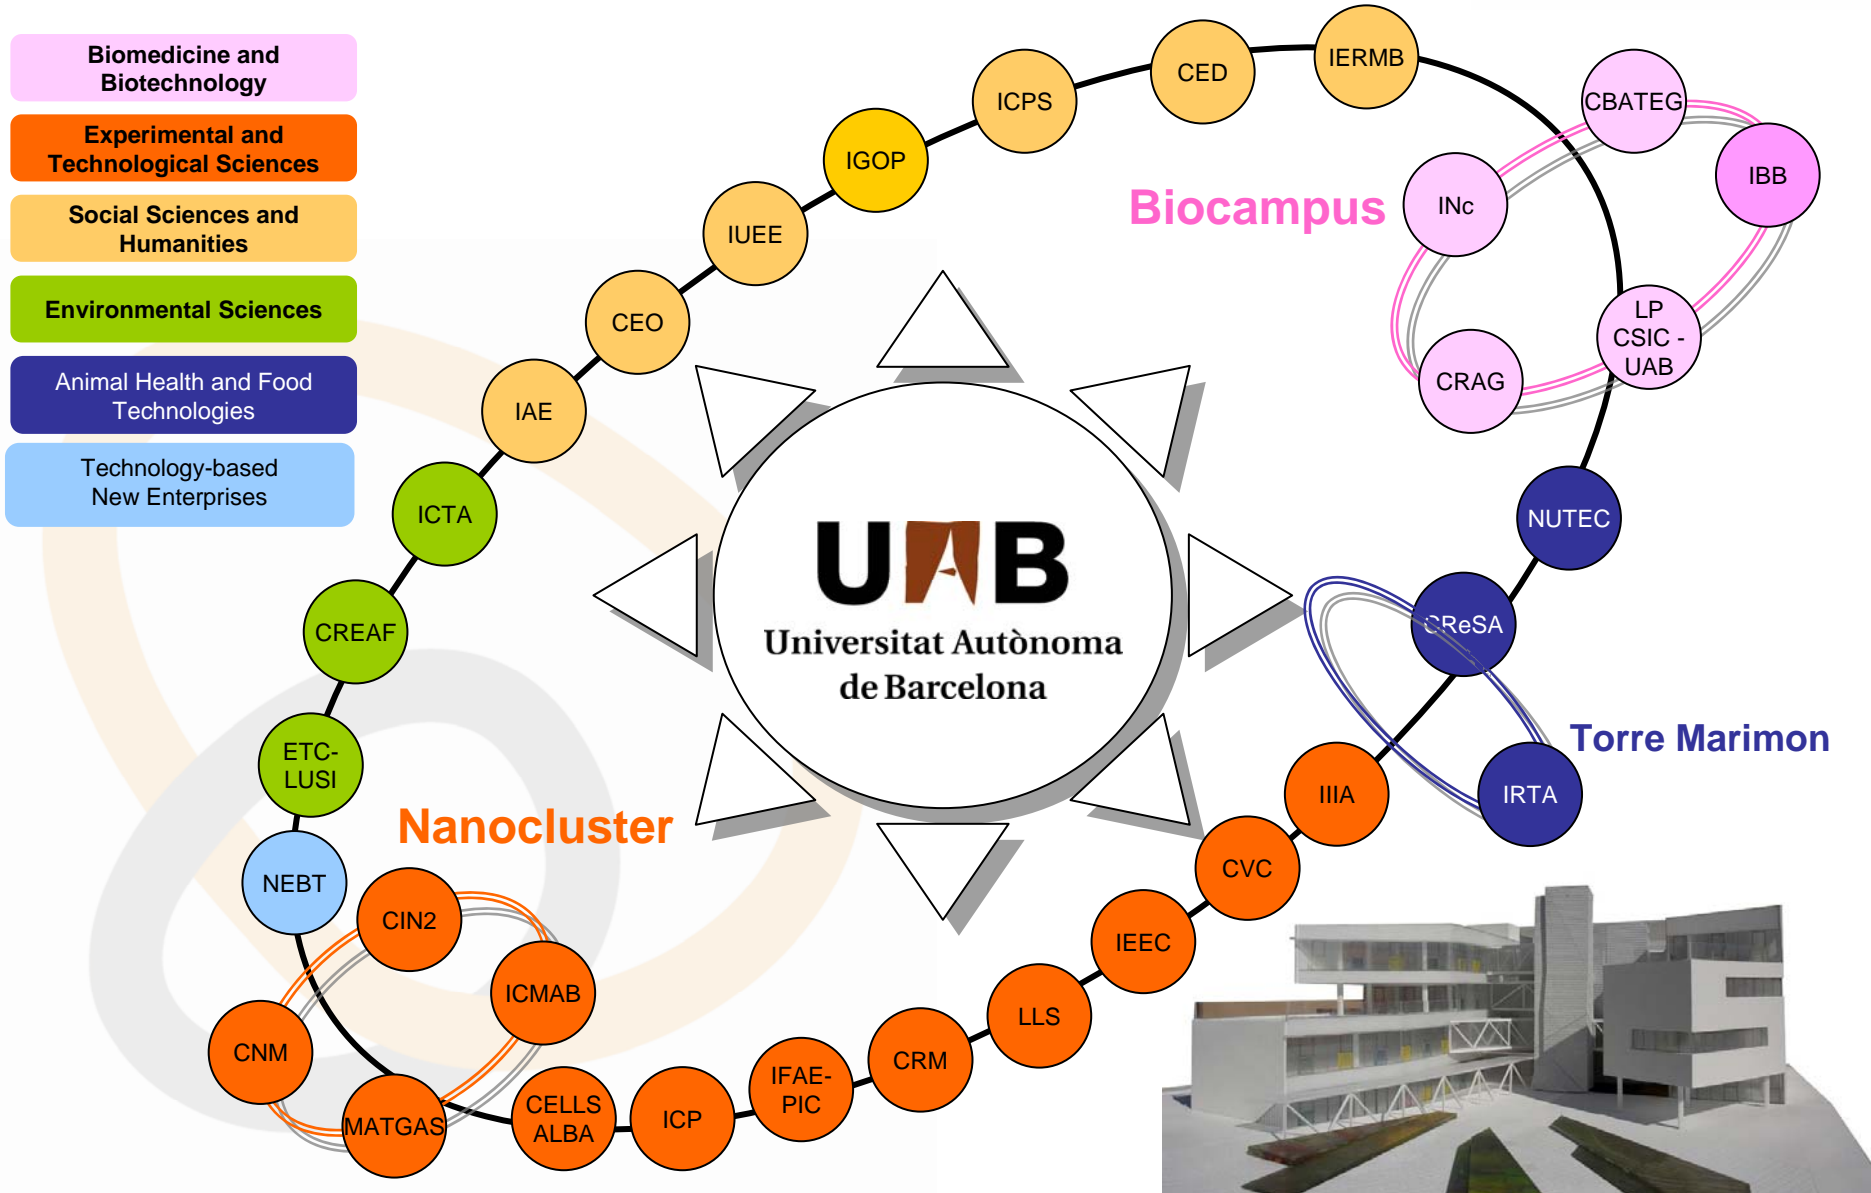 Biomedicine and
Biotechnology
Experimental and
Technological Sciences
Social Sciences and
Humanities
Environmental Sciences
Animal Health and Food
Technologies
Technology-based
New Enterprises
IERMB
CED
ICPS
IGOP
IUEE
CEO
IAE
ICTA
CREAF
ETC-
LUSI
NEBT
Biocampus
CBATEG
IBB
INc
LP
CSIC -
UAB
CRAG
NUTEC
CReSA
Torre Marimon
IRTA
UAB
Universitat Autònoma
de Barcelona
Nanocluster
CIN2
ICMAB
CNM
MATGAS
CELLS
ALBA
ICP
IFAE-
PIC
CRM
LLS
IEEC
CVC
IIIA